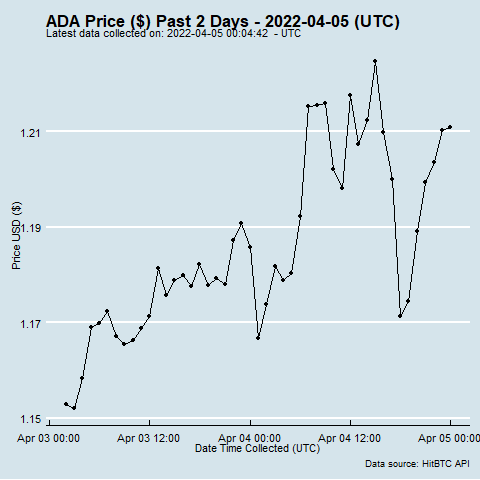 ADA Price ($) Past 2 Days - 2022-04-05 (UTC)
Latest data collected on: 2022-04-05 00:04:42 - UTC
1.21
1.19
1.17
1.15
Price USD ($)
Apr 03 00:00 Apr 03 12:00 Apr 04 00:00 Apr 04 12:00 Apr 05 00:00
Date Time Collected (UTC)
Data source: HitBTC API